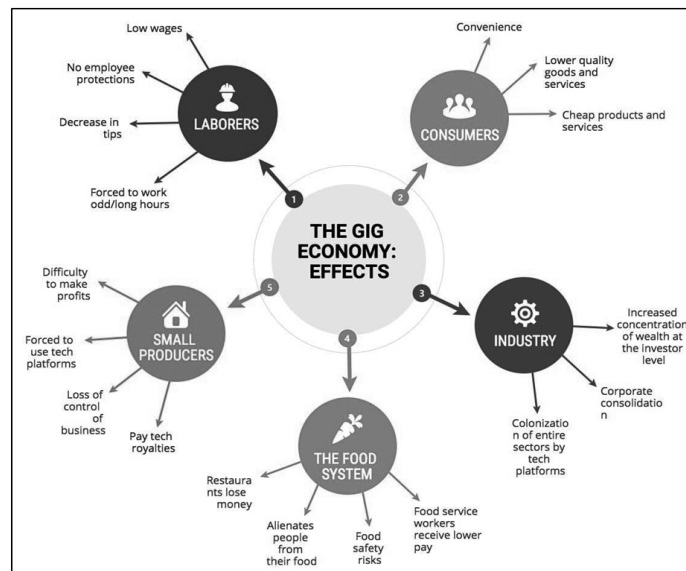 THE GIG
ECONOMY:
EFFECTS
1
LABORERS
Low wages
No employee
protections
Decrease in
tips
Forced to work
odd/long hours
2
CONSUMERS
Convenience
Lower quality
goods and
services
Cheap products and
services
3
INDUSTRY
Increased
concentration
of wealth at
the investor
level
Corporate
consolidatio
n
Colonizatio
n of entire
sectors by
tech
platforms
4
THE FOOD
SYSTEM
Restaura
nts lose
money
Alienates
people
from
their food
Food
safety
risks
Food service
workers
receive lower
pay
5
SMALL
PRODUCERS
Difficulty
to make
profits
Forced to
use tech
platforms
Loss of
control
of
business
Pay tech
royalties